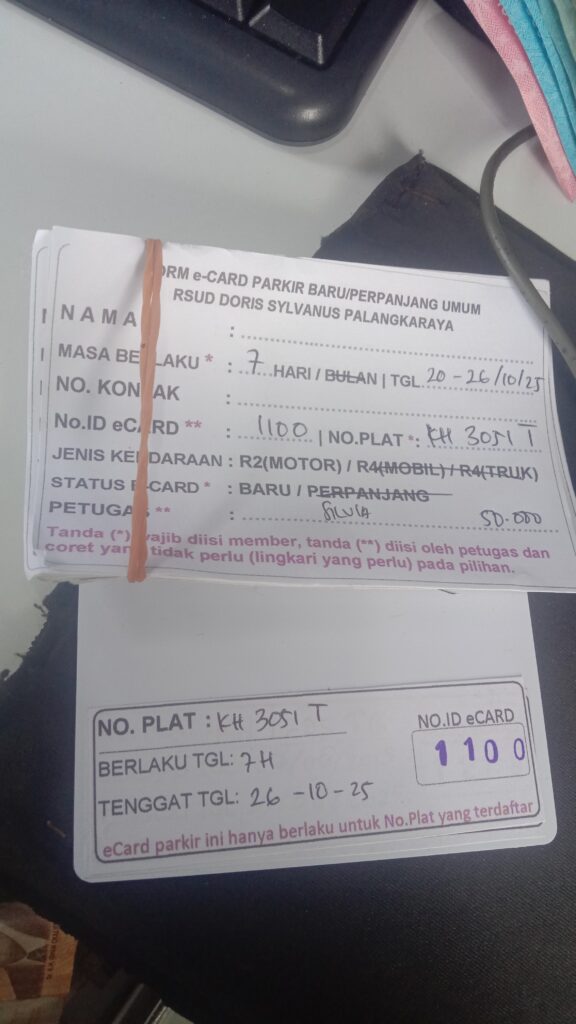 ORM e-CARD PARKIR BARU/PERPANJANG UMUM
RSUD DORIS SYLVANUS PALANGKARAYA
NAMA : ........
MASA BE LAKU * : 7 HARI / BULAN | TGL 20 - 26/10/25
NO. KON AK : ........
No.ID eC RD ** : 1100 | NO.PLAT *: KH 3051 T
JENIS KE DARAAN : R2(MOTOR) / R4(MOBIL) / R4(TRUK)
STATUS -CARD * : BARU / PERPANJANG
PETUGA ** : SILVIA 50.000
Tanda (*) wajib diisi member, tanda (**) diisi oleh petugas dan
coret yan tidak perlu (lingkari yang perlu) pada pilihan.
NO. PLAT : KH 3051 T
NO.ID eCARD
1100
BERLAKU TGL: 7H
TENGGAT TGL: 26 - 10 - 25
eCard parkir ini hanya berlaku untuk No.Plat yang terdaftar